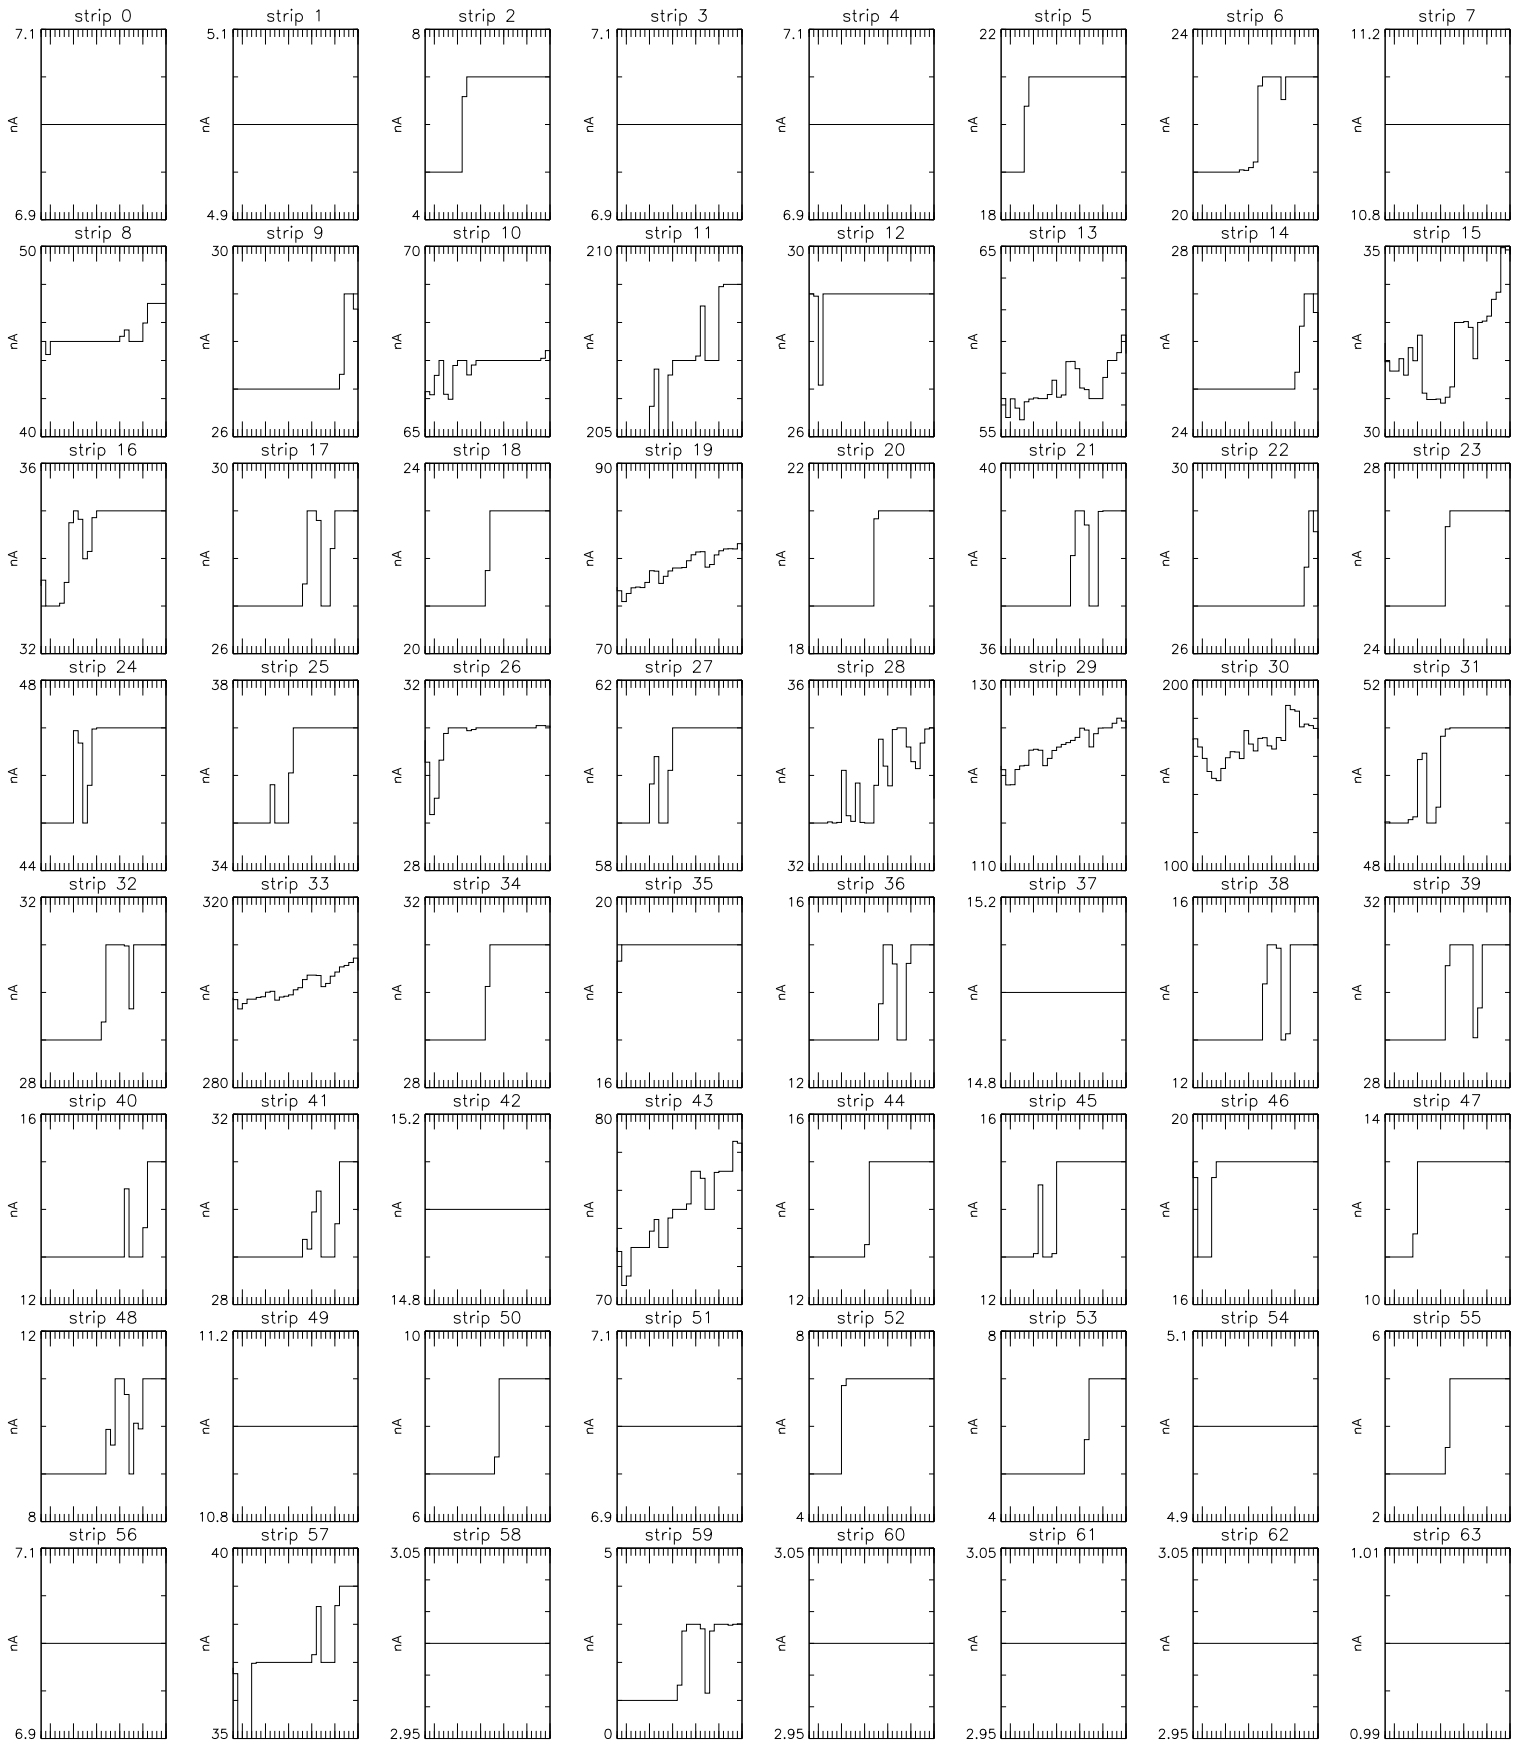 strip 0 strip 1 strip 2 strip 3 strip 4 strip 5 strip 6 strip 7
7.1 5.1 8 7.1 7.1 22 24 11.2
nA nA nA nA nA nA nA nA
6.9 4.9 4 6.9 6.9 18 20 10.8
strip 8 strip 9 strip 10 strip 11 strip 12 strip 13 strip 14 strip 15
50 30 70 210 30 65 28 35
nA nA nA nA nA nA nA nA
40 26 65 205 26 55 24 30
strip 16 strip 17 strip 18 strip 19 strip 20 strip 21 strip 22 strip 23
36 30 24 90 22 40 30 28
nA nA nA nA nA nA nA nA
32 26 20 70 18 36 26 24
strip 24 strip 25 strip 26 strip 27 strip 28 strip 29 strip 30 strip 31
48 38 32 62 36 130 200 52
nA nA nA nA nA nA nA nA
44 34 28 58 32 110 100 48
strip 32 strip 33 strip 34 strip 35 strip 36 strip 37 strip 38 strip 39
32 320 32 20 16 15.2 16 32
nA nA nA nA nA nA nA nA
28 280 28 16 12 14.8 12 28
strip 40 strip 41 strip 42 strip 43 strip 44 strip 45 strip 46 strip 47
16 32 15.2 80 16 16 20 14
nA nA nA nA nA nA nA nA
12 28 14.8 70 12 12 16 10
strip 48 strip 49 strip 50 strip 51 strip 52 strip 53 strip 54 strip 55
12 11.2 10 7.1 8 8 5.1 6
nA nA nA nA nA nA nA nA
8 10.8 6 6.9 4 4 4.9 2
strip 56 strip 57 strip 58 strip 59 strip 60 strip 61 strip 62 strip 63
7.1 40 3.05 5 3.05 3.05 3.05 1.01
nA nA nA nA nA nA nA nA
6.9 35 2.95 0 2.95 2.95 2.95 0.99